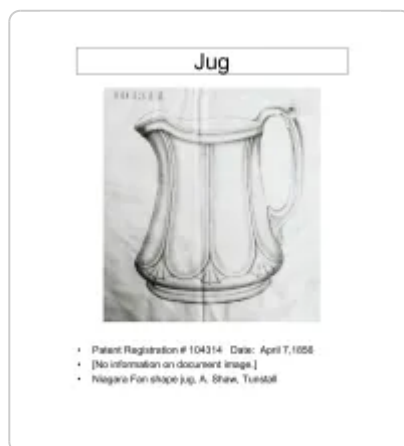 Jug
• Patent Registration # 104314 Date: April 7,1856
• [No information on document image.]
• Niagara Fan shape jug, A. Shaw, Tunstall